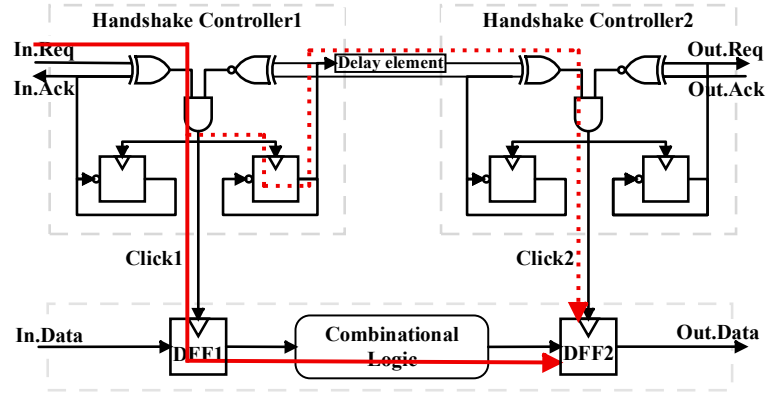 Handshake Controller1
Handshake Controller2
In.Req
Out.Req
Delay element
In.Ack
Out.Ack
Click1
Click2
In.Data
DFF1
Combinational
Logic
DFF2
Out.Data